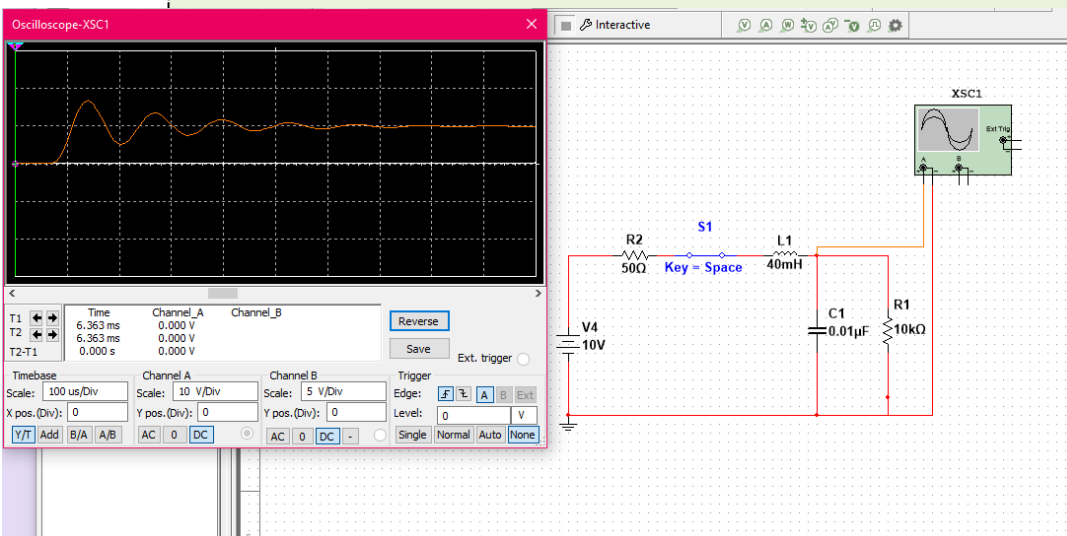 Oscilloscope-XSC1
Interactive
XSC1
Ext Trig
A B
S1
R2
50Ω
Key = Space
L1
40mH
V4
10V
C1
0.01µF
R1
10kΩ
T1
T2
T2-T1
Time Channel_A Channel_B
6.363 ms 0.000 V
6.363 ms 0.000 V
0.000 s 0.000 V
Reverse
Save
Ext. trigger
Timebase
Scale: 100 us/Div
X pos.(Div): 0
Y/T Add B/A A/B
Channel A
Scale: 10 V/Div
Y pos.(Div): 0
AC 0 DC
Channel B
Scale: 5 V/Div
Y pos.(Div): 0
AC 0 DC -
Trigger
Edge: A B Ext
Level: 0 V
Single Normal Auto None